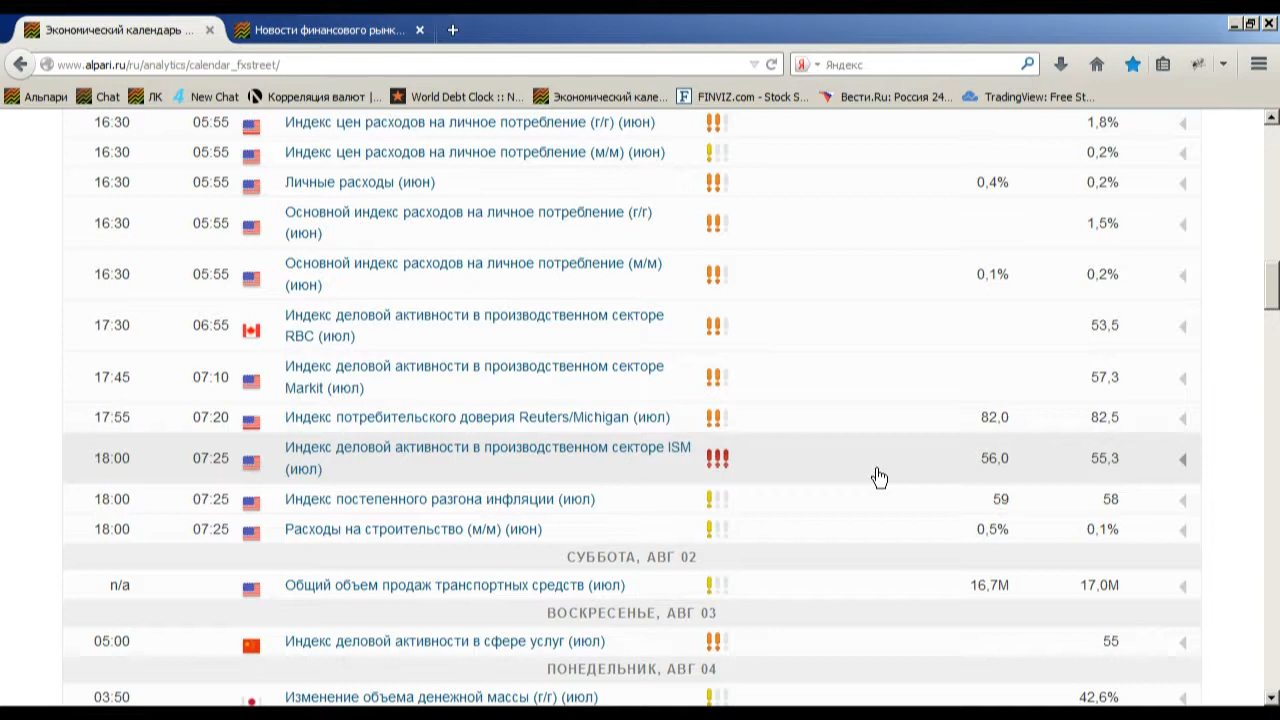 Экономический календарь ...
Новости финансового рынк...
www.alpari.ru/ru/analytics/calendar_fxstreet/
Яндекс
Альпари
Chat
ЛК
New Chat
Корреляция валют |...
World Debt Clock :: N...
Экономический кале...
FINVIZ.com - Stock S...
Вести.Ru: Россия 24...
TradingView: Free St...
16:30 05:55 Индекс цен расходов на личное потребление (г/г) (июн) 1,8%
16:30 05:55 Индекс цен расходов на личное потребление (м/м) (июн) 0,2%
16:30 05:55 Личные расходы (июн) 0,4% 0,2%
16:30 05:55 Основной индекс расходов на личное потребление (г/г) 1,5%
(июн)
16:30 05:55 Основной индекс расходов на личное потребление (м/м) 0,1% 0,2%
(июн)
17:30 06:55 Индекс деловой активности в производственном секторе 53,5
RBC (июл)
17:45 07:10 Индекс деловой активности в производственном секторе 57,3
Markit (июл)
17:55 07:20 Индекс потребительского доверия Reuters/Michigan (июл) 82,0 82,5
18:00 07:25 Индекс деловой активности в производственном секторе ISM 56,0 55,3
(июл)
18:00 07:25 Индекс постепенного разгона инфляции (июл) 59 58
18:00 07:25 Расходы на строительство (м/м) (июн) 0,5% 0,1%
СУББОТА, АВГ 02
n/a Общий объем продаж транспортных средств (июл) 16,7M 17,0M
ВОСКРЕСЕНЬЕ, АВГ 03
05:00 Индекс деловой активности в сфере услуг (июл) 55
ПОНЕДЕЛЬНИК, АВГ 04
03:50 Изменение объема денежной массы (г/г) (июл) 42,6%